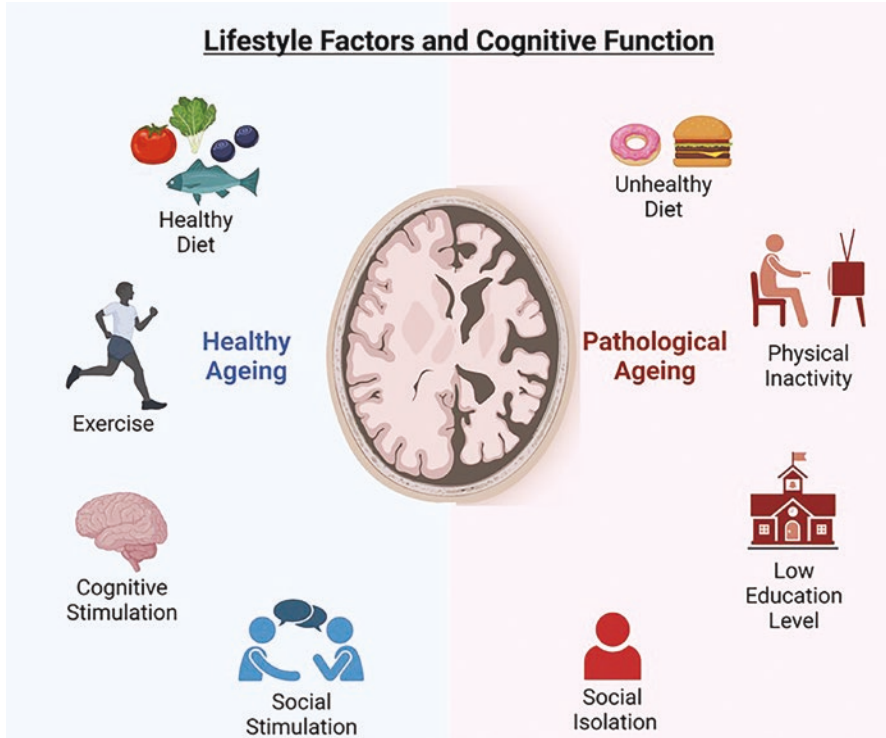 Lifestyle Factors and Cognitive Function
Healthy
Diet
Healthy
Ageing
Exercise
Cognitive
Stimulation
Social
Stimulation
Unhealthy
Diet
Pathological
Ageing
Physical
Inactivity
Low
Education
Level
Social
Isolation